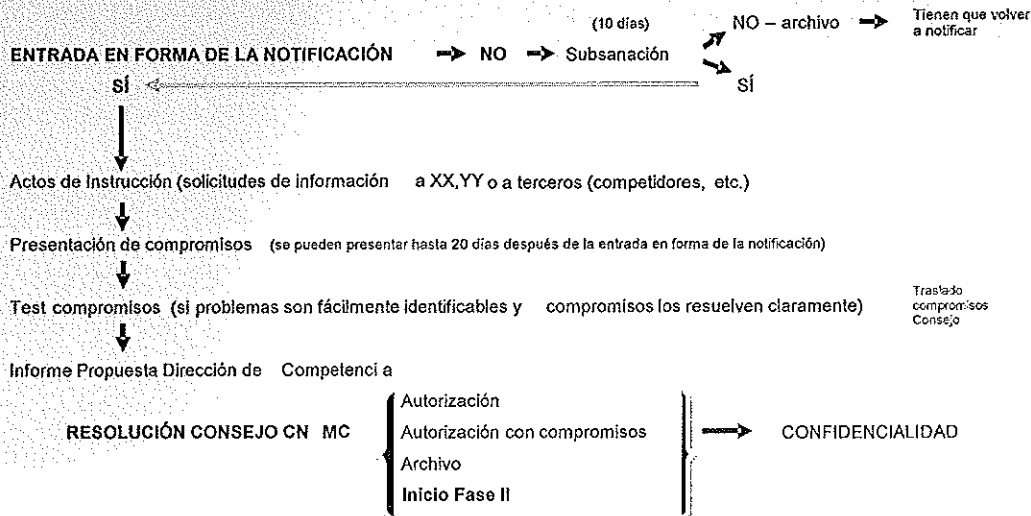 (10 días)
NO – archivo
Tienen que volver
a notificar
ENTRADA EN FORMA DE LA NOTIFICACIÓN
NO
Subsanación
SÍ
SÍ
Actos de Instrucción (solicitudes de información a XX,YY o a terceros (competidores, etc.)
Presentación de compromisos (se pueden presentar hasta 20 días después de la entrada en forma de la notificación)
Test compromisos (si problemas son fácilmente identificables y compromisos los resuelven claramente)
Traslado
compromisos
Consejo
Informe Propuesta Dirección de Competenci a
RESOLUCIÓN CONSEJO CN MC
Autorización
Autorización con compromisos
Archivo
Inicio Fase II
CONFIDENCIALIDAD